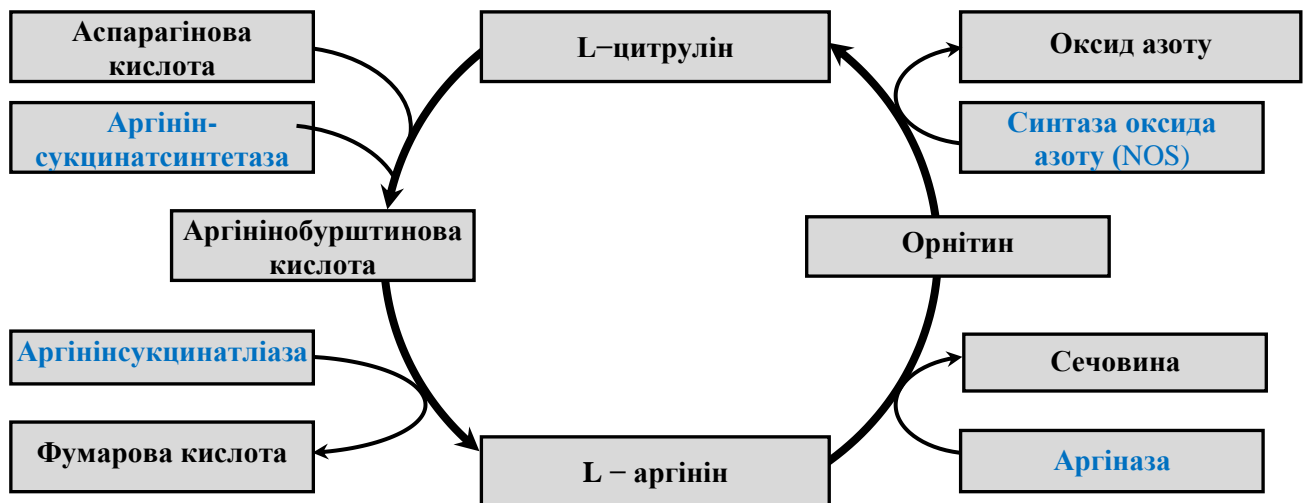 Аспарагінова
кислота
L−цитрулін
Оксид азоту
Аргінін-
сукцинатсинтетаза
Синтаза оксида
азоту (NOS)
Аргінінобурштинова
кислота
Орнітин
Аргінінсукцинатліаза
Сечовина
Фумарова кислота
L − аргінін
Аргіназа